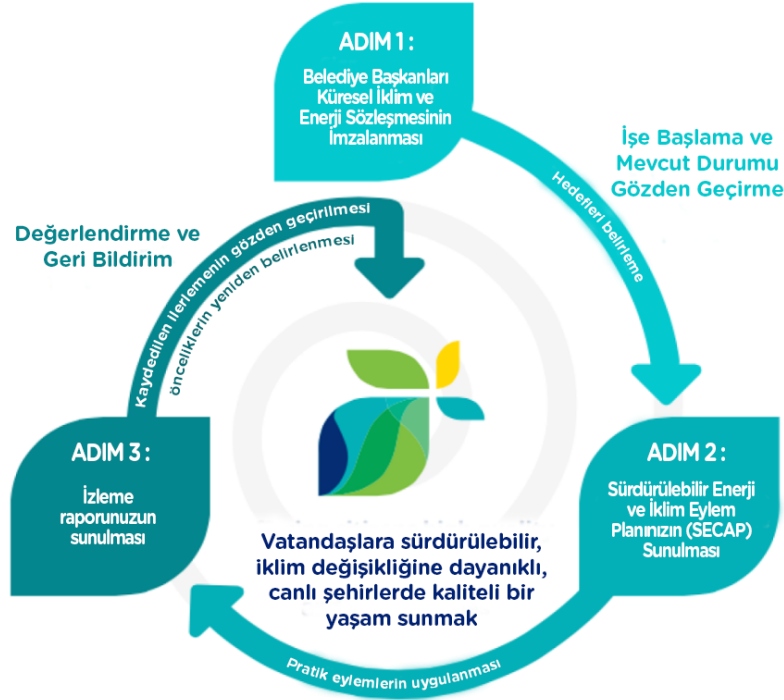 ADIM 1 :
Belediye Başkanları
Küresel İklim ve
Enerji Sözleşmesinin
İmzalanması
İşe Başlama ve
Mevcut Durumu
Gözden Geçirme
Hedefleri belirleme
Değerlendirme ve
Geri Bildirim
Kaydedilen ilerlemenin gözden geçirilmesi
önceliklerin yeniden belirlenmesi
ADIM 3 :
İzleme
raporunuzun
sunulması
ADIM 2 :
Sürdürülebilir Enerji
ve İklim Eylem
Planınızın (SECAP)
Sunulması
Vatandaşlara sürdürülebilir,
iklim değişikliğine dayanıklı,
canlı şehirlerde kaliteli bir
yaşam sunmak
Pratik eylemlerin uygulanması